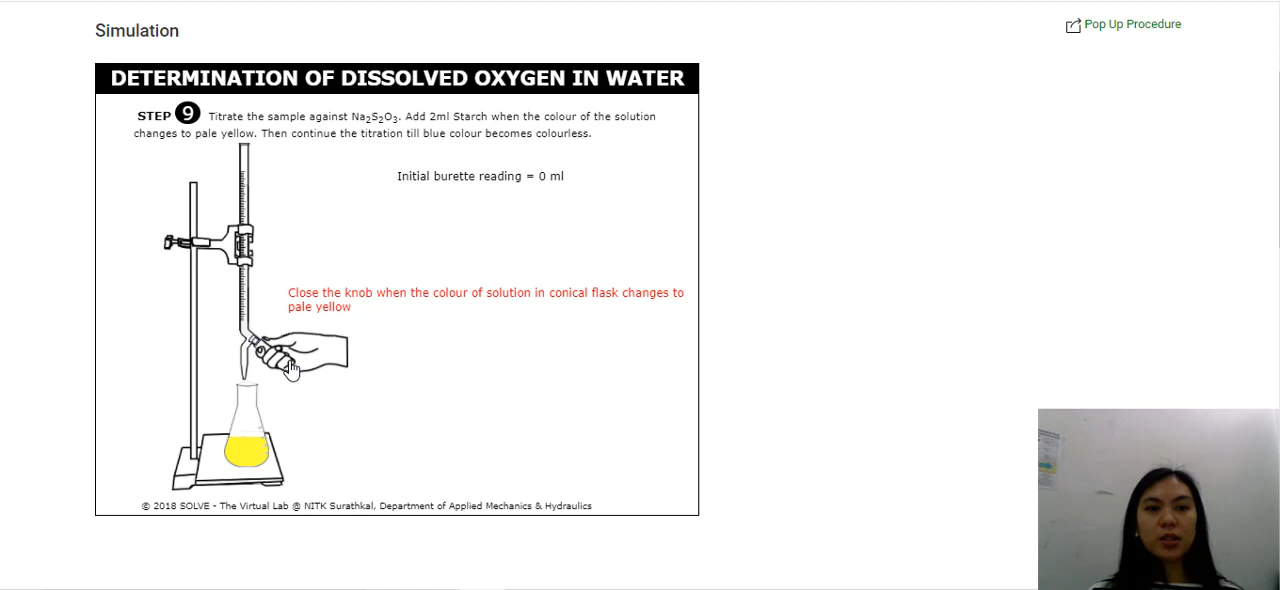 Simulation
Pop Up Procedure
DETERMINATION OF DISSOLVED OXYGEN IN WATER
STEP 9 Titrate the sample against Na₂S₂O₃. Add 2ml Starch when the colour of the solution
changes to pale yellow. Then continue the titration till blue colour becomes colourless.
Initial burette reading = 0 ml
Close the knob when the colour of solution in conical flask changes to
pale yellow
© 2018 SOLVE - The Virtual Lab @ NITK Surathkal, Department of Applied Mechanics & Hydraulics